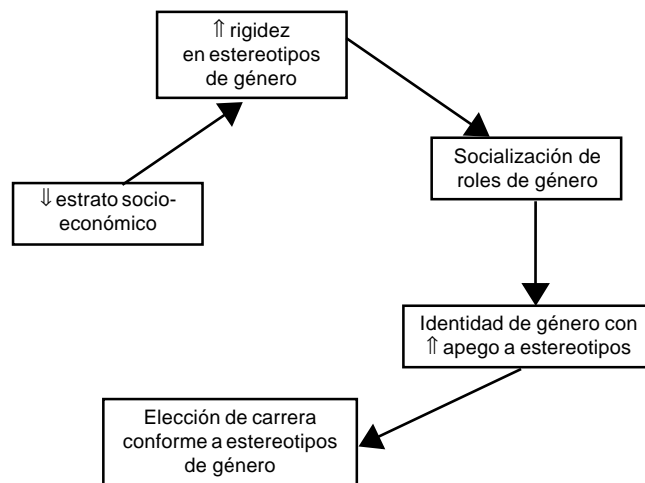 ⇑ rigidez
en estereotipos
de género
Socialización de
roles de género
⇓ estrato socio-
económico
Identidad de género con
⇑ apego a estereotipos
Elección de carrera
conforme a estereotipos
de género